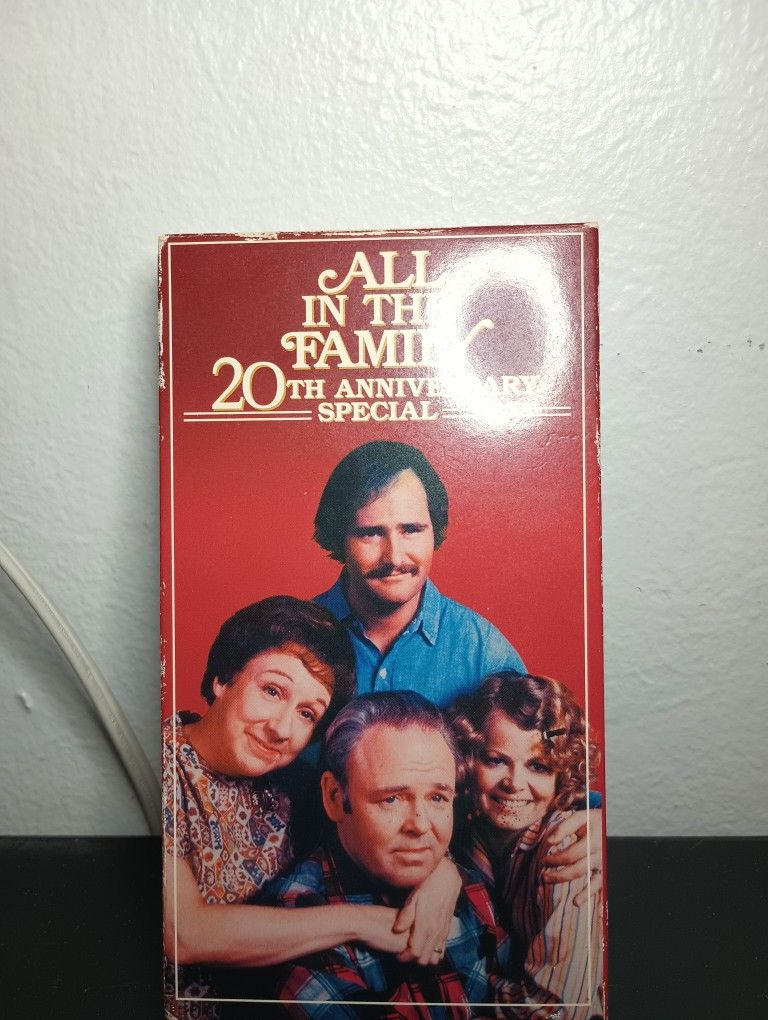 ALL
IN THE
FAMILY
20TH ANNIVERSARY
SPECIAL